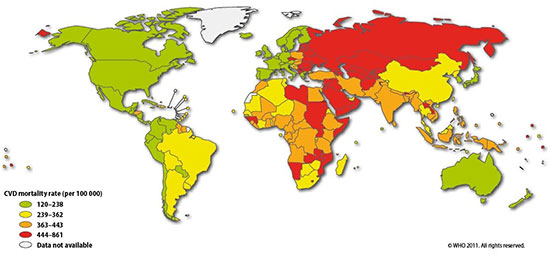 CVD mortality rate (per 100 000)
120–238
239–362
363–443
444–861
Data not available
© WHO 2011. All rights reserved.